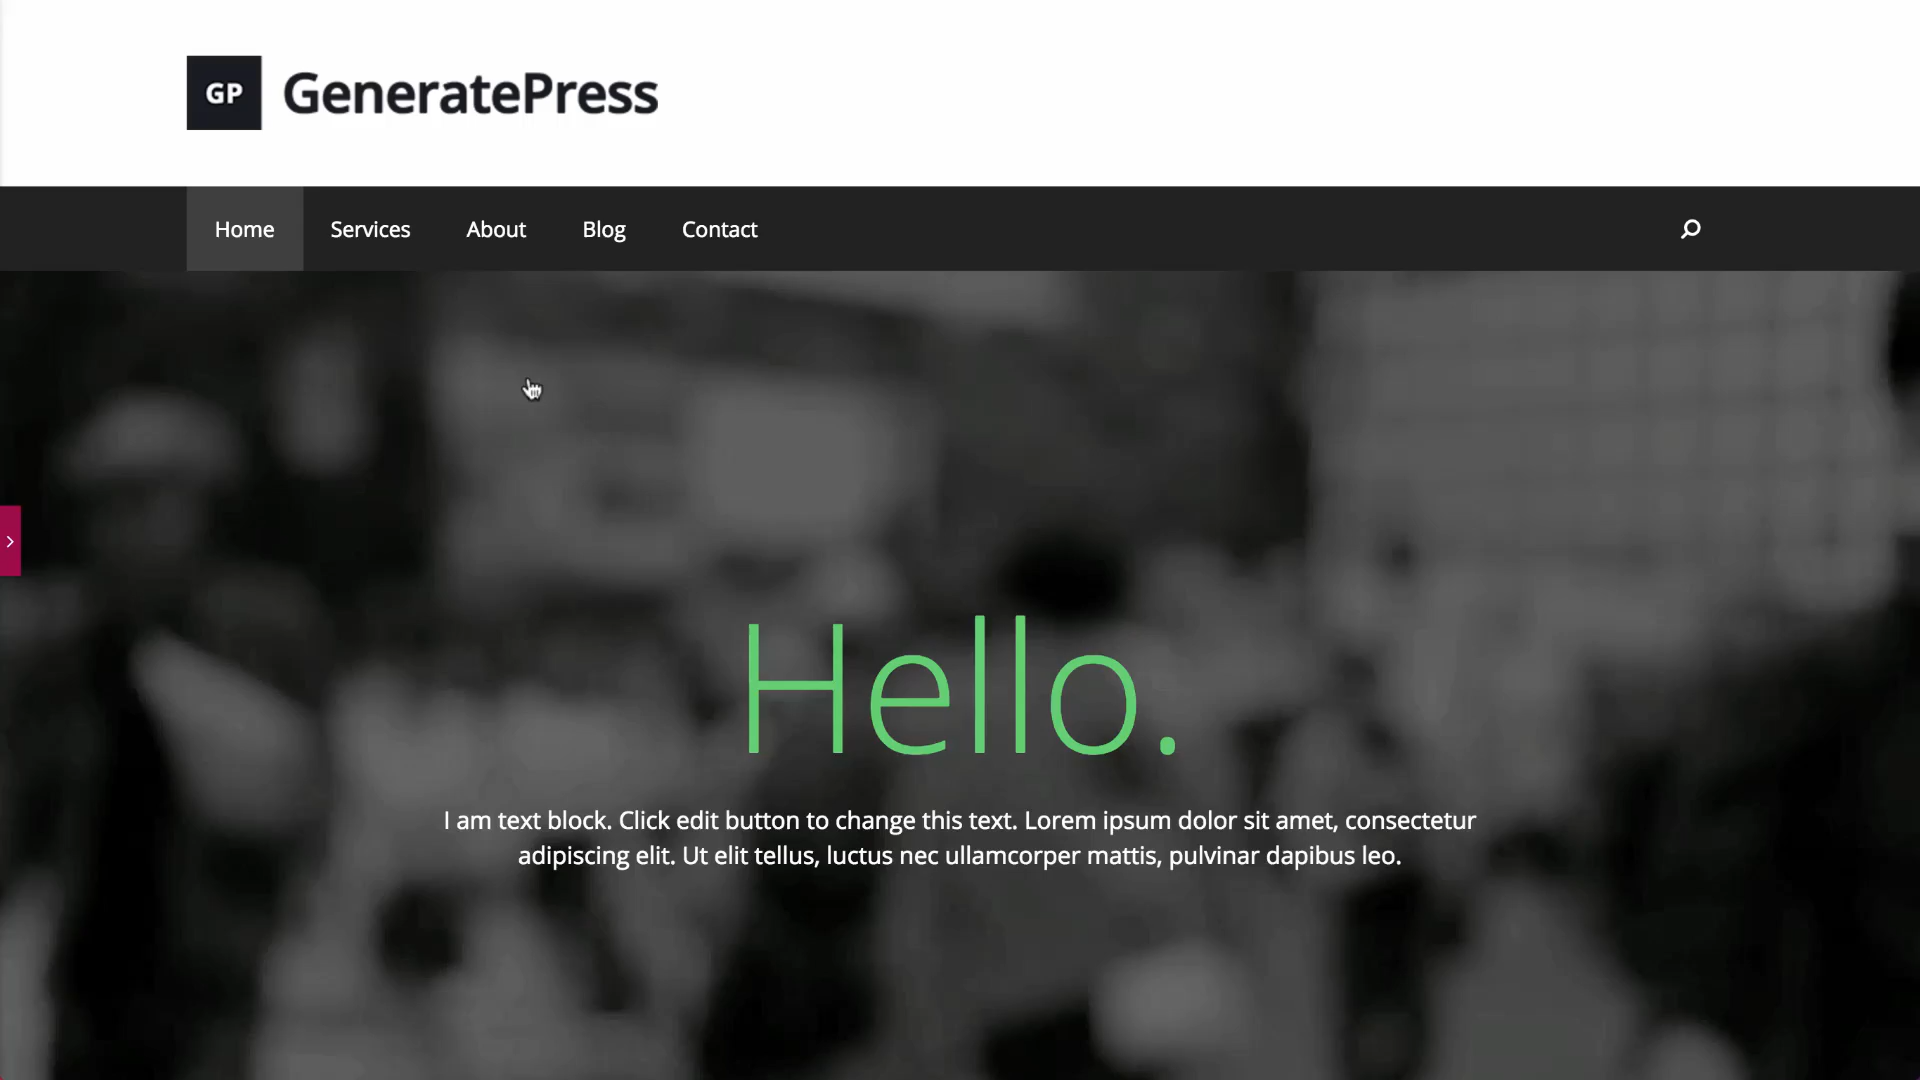 GP GeneratePress
Home Services About Blog Contact
Hello.
I am text block. Click edit button to change this text. Lorem ipsum dolor sit amet, consectetur
adipiscing elit. Ut elit tellus, luctus nec ullamcorper mattis, pulvinar dapibus leo.